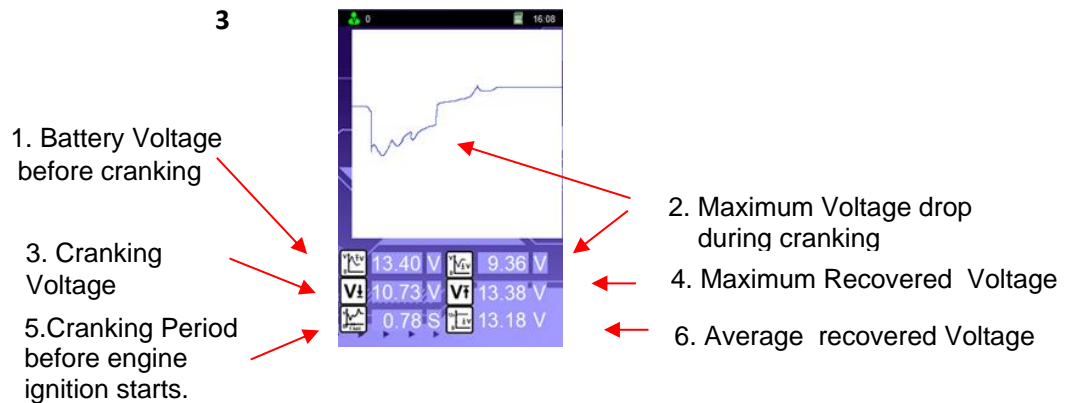 3
0 16:08
1. Battery Voltage
before cranking
2. Maximum Voltage drop
during cranking
3. Cranking
Voltage
13.40 V 9.36 V
4. Maximum Recovered Voltage
10.73 V 13.38 V
5.Cranking Period
before engine
ignition starts.
0.78 S 13.18 V
6. Average recovered Voltage